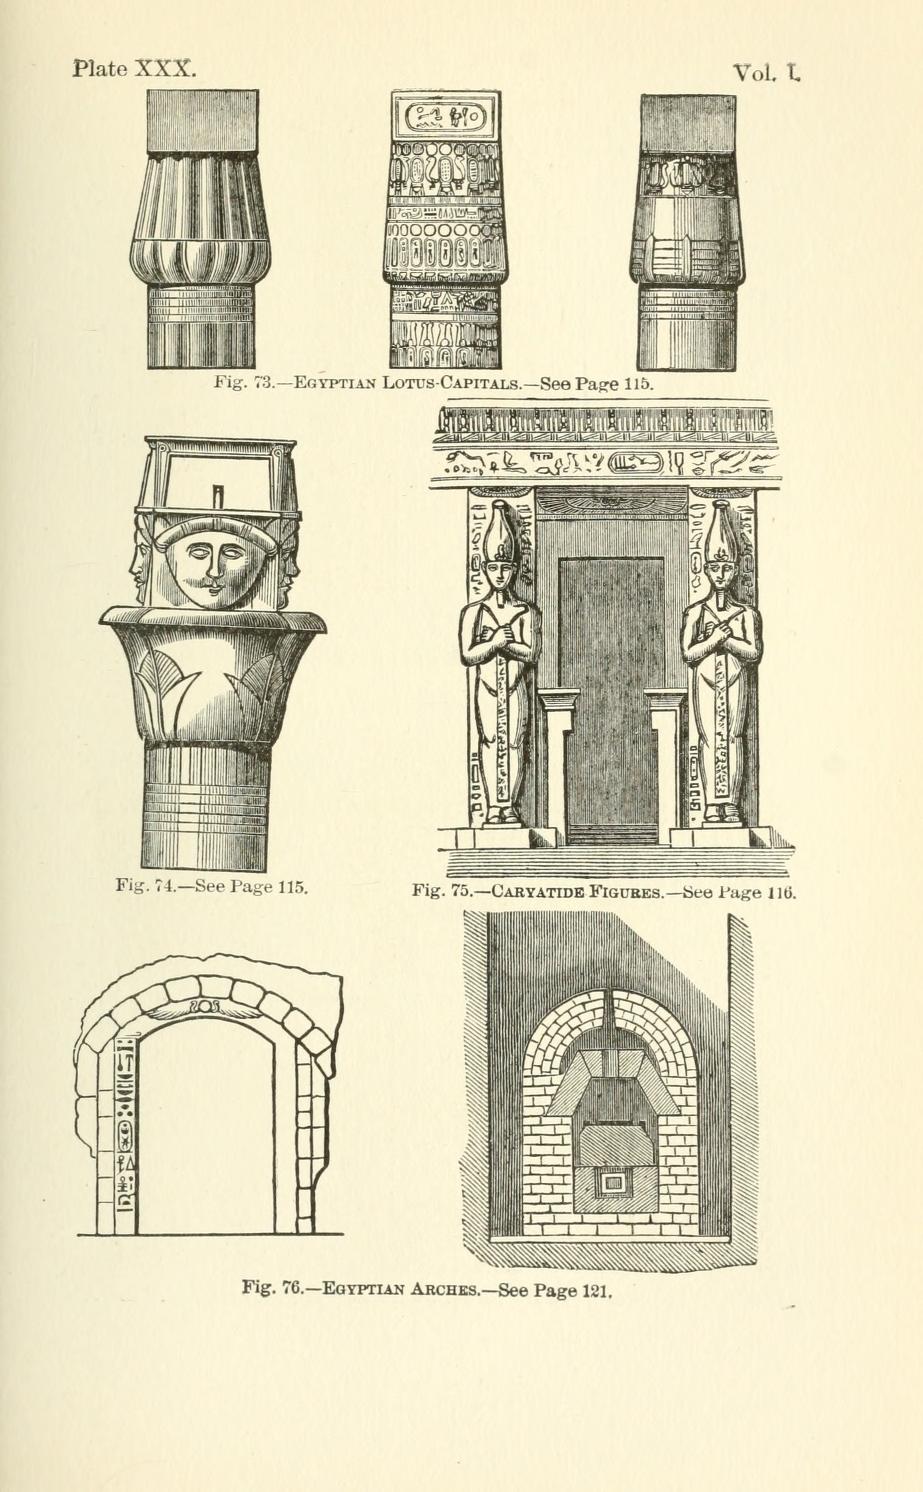 Plate XXX.
Vol. I.
Fig. 73.—EGYPTIAN LOTUS-CAPITALS.—See Page 115.
Fig. 74.—See Page 115.
Fig. 75.—CARYATIDE FIGURES.—See Page 116.
Fig. 76.—EGYPTIAN ARCHES.—See Page 121.